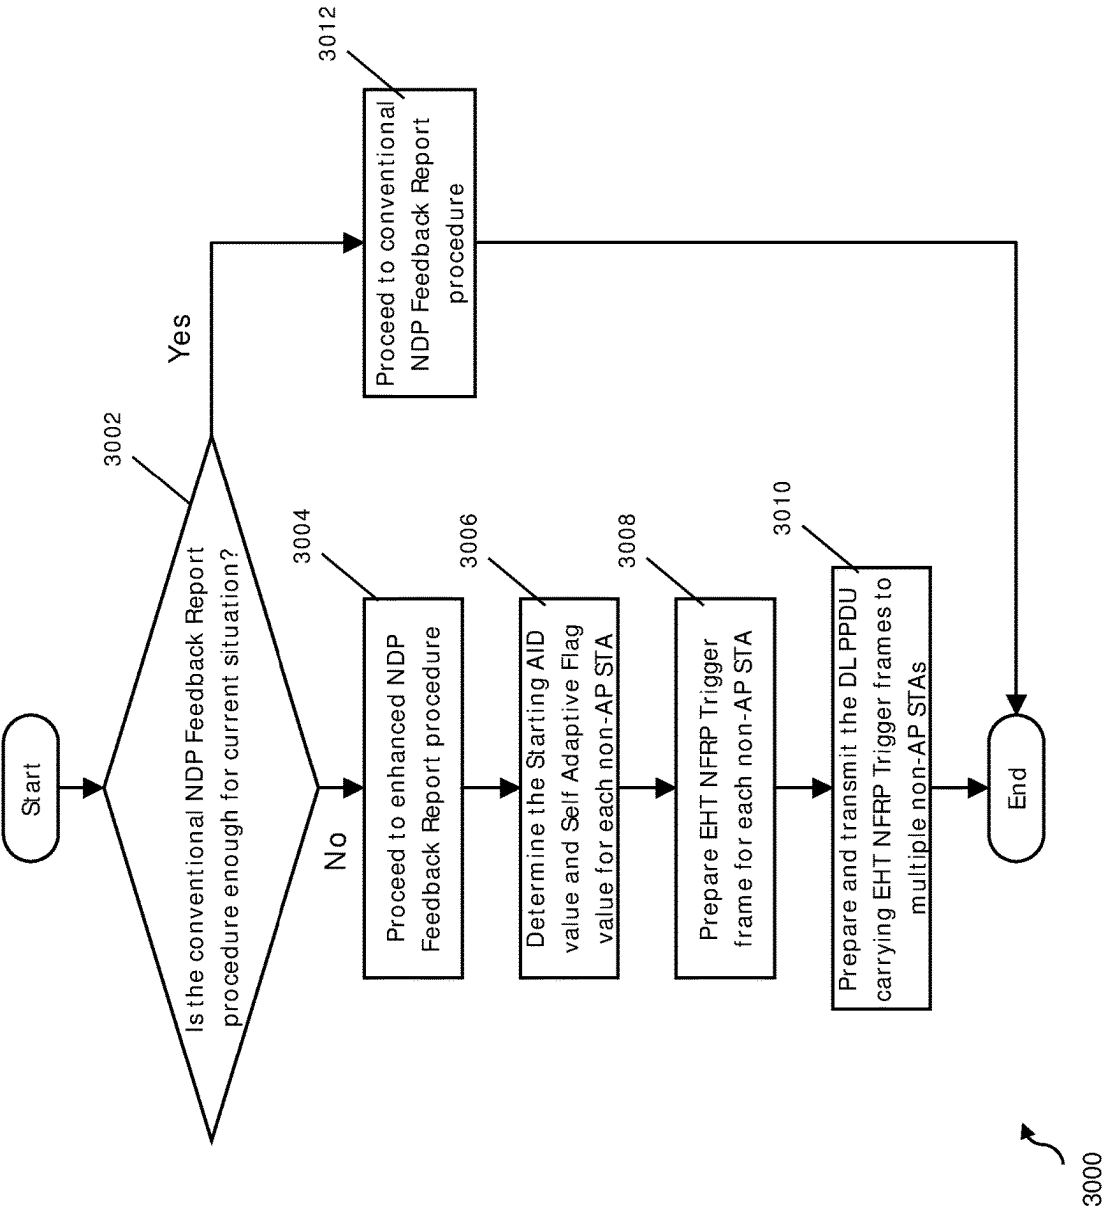 Start
3002
Is the conventional NDP Feedback Report
procedure enough for current situation?
Yes
No
3012
Proceed to conventional
NDP Feedback Report
procedure
3004
Proceed to enhanced NDP
Feedback Report procedure
3006
Determine the Starting AID
value and Self Adaptive Flag
value for each non-AP STA
3008
Prepare EHT NFRP Trigger
frame for each non-AP STA
3010
Prepare and transmit the DL PPDU
carrying EHT NFRP Trigger frames to
multiple non-AP STAs
End
3000